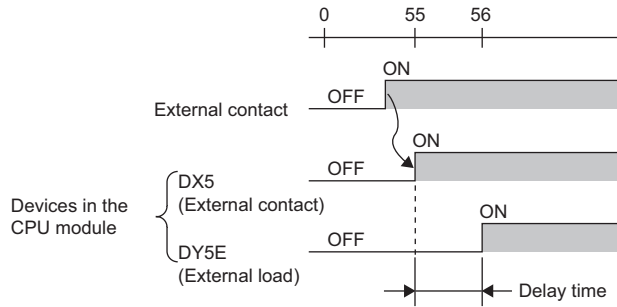 0 55 56
ON
OFF
External contact
ON
OFF
DX5
(External contact)
Devices in the
CPU module
ON
OFF
DY5E
(External load)
Delay time